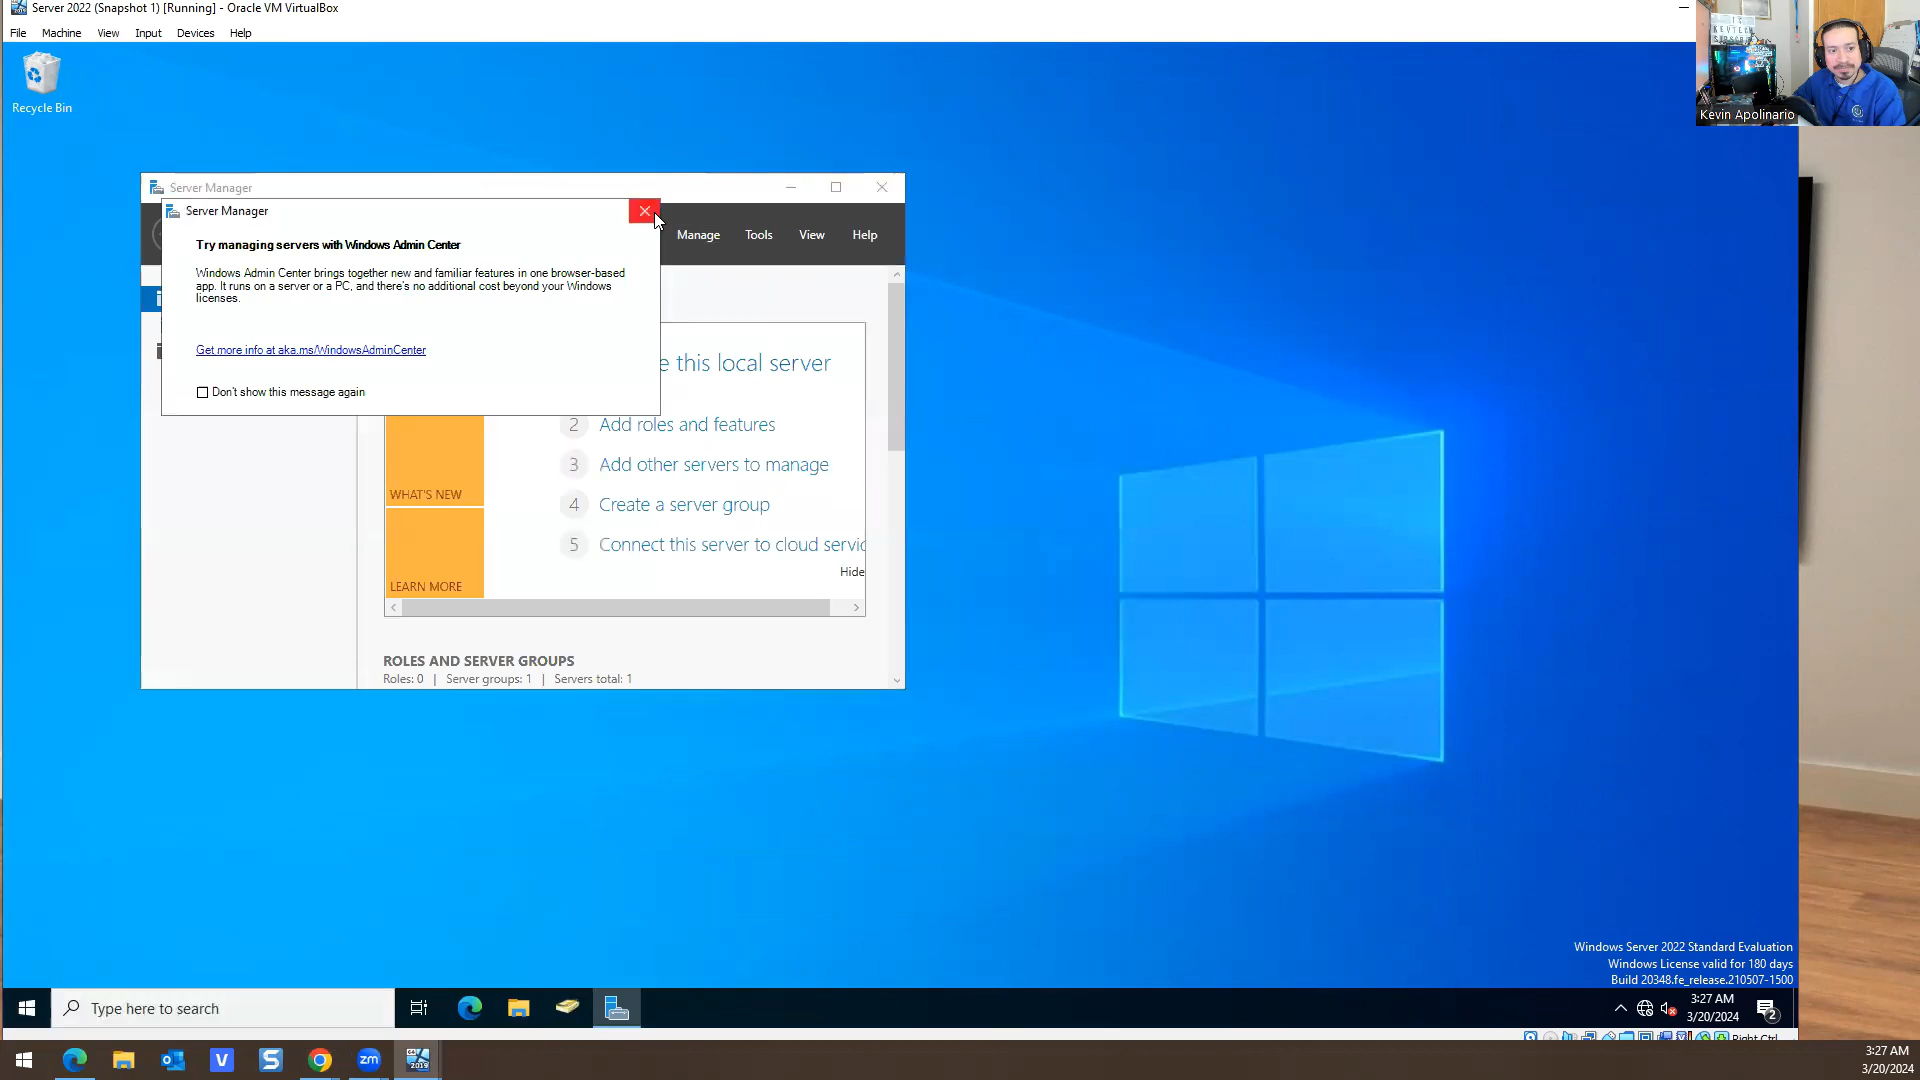 Server 2022 (Snapshot 1) [Running] - Oracle VM VirtualBox
File Machine View Input Devices Help
KEVTECH
Kevin Apolinario
Recycle Bin
Server Manager
Server Manager
Manage Tools View Help
Try managing servers with Windows Admin Center
Windows Admin Center brings together new and familiar features in one browser-based
app. It runs on a server or a PC, and there's no additional cost beyond your Windows
licenses.
Get more info at aka.ms/WindowsAdminCenter
Don't show this message again
e this local server
2 Add roles and features
3 Add other servers to manage
4 Create a server group
5 Connect this server to cloud servic
Hide
WHAT'S NEW
LEARN MORE
ROLES AND SERVER GROUPS
Roles: 0 | Server groups: 1 | Servers total: 1
Windows Server 2022 Standard Evaluation
Windows License valid for 180 days
Build 20348.fe_release.210507-1500
Type here to search
3:27 AM
3/20/2024
2
Right Ctrl
V
S
zm
64
2019
3:27 AM
3/20/2024